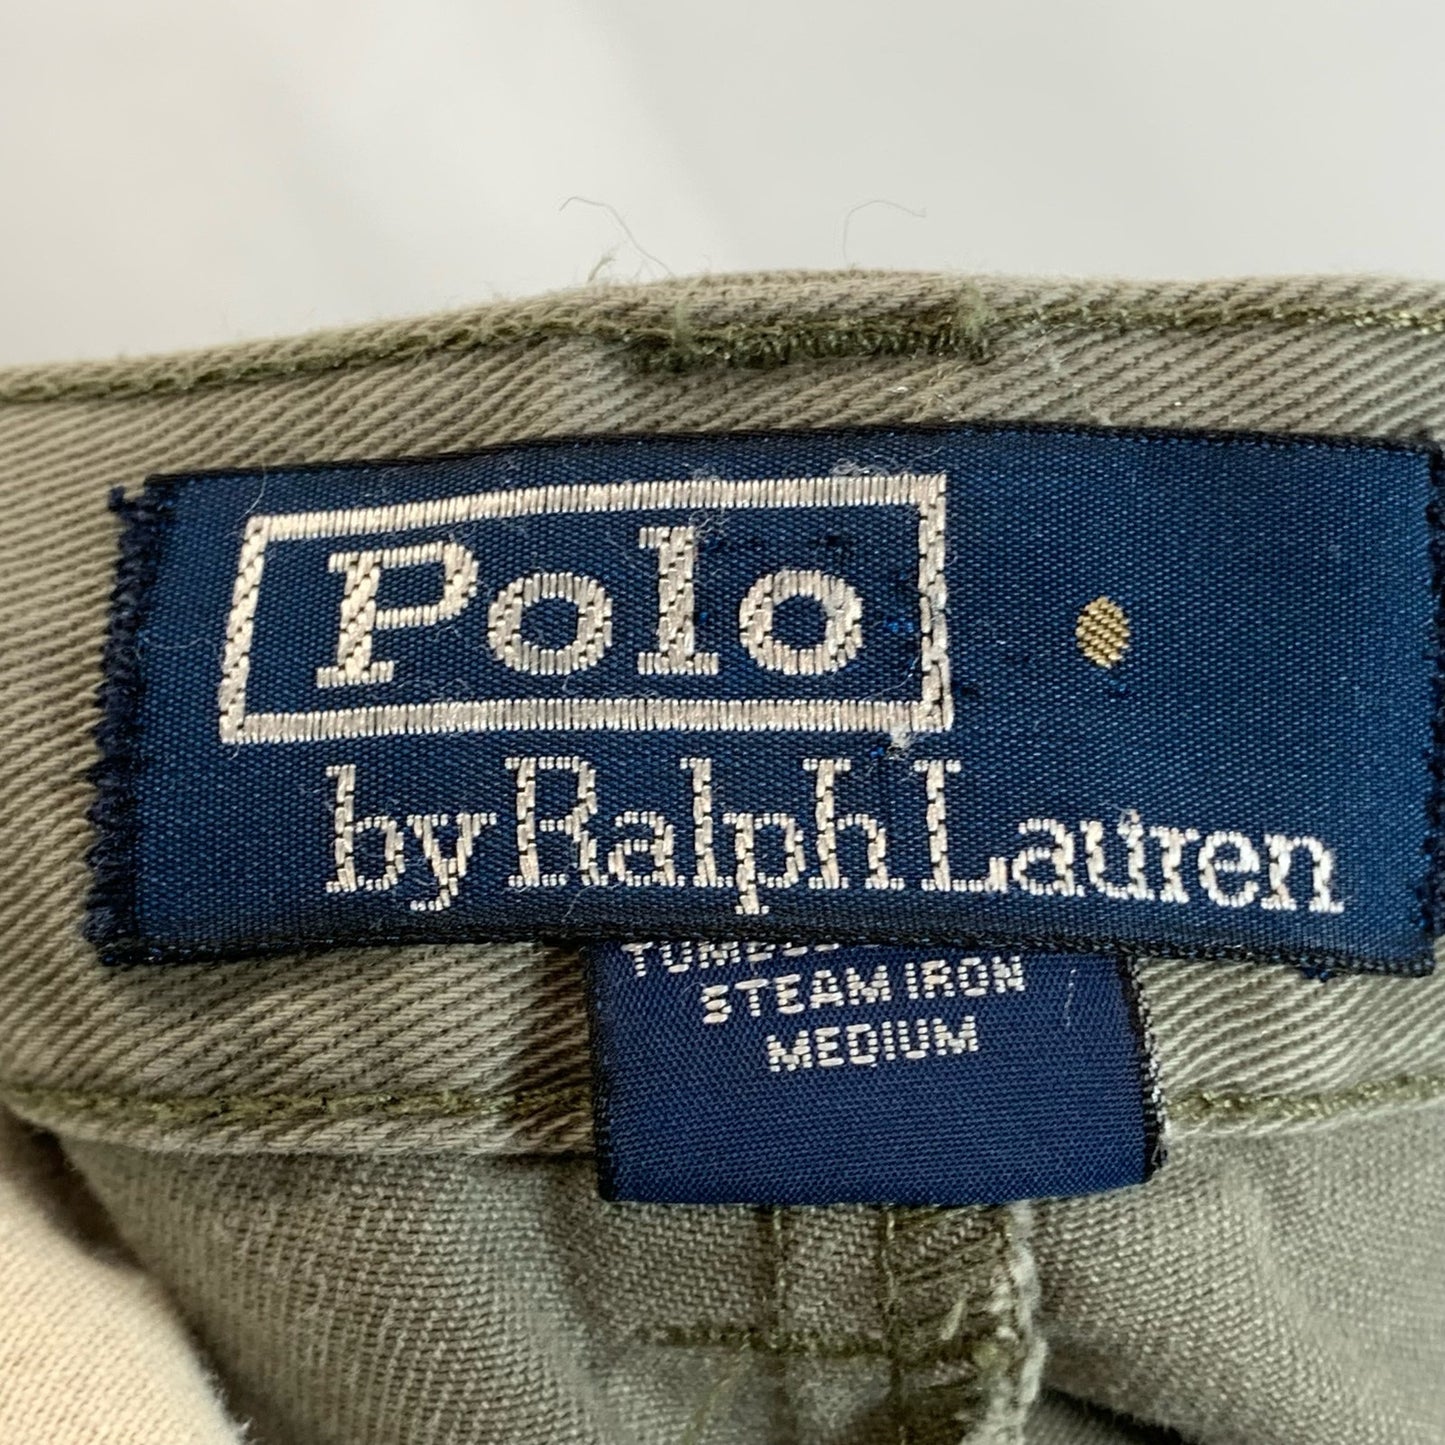 Polo
by Ralph Lauren
STEAM IRON
MEDIUM